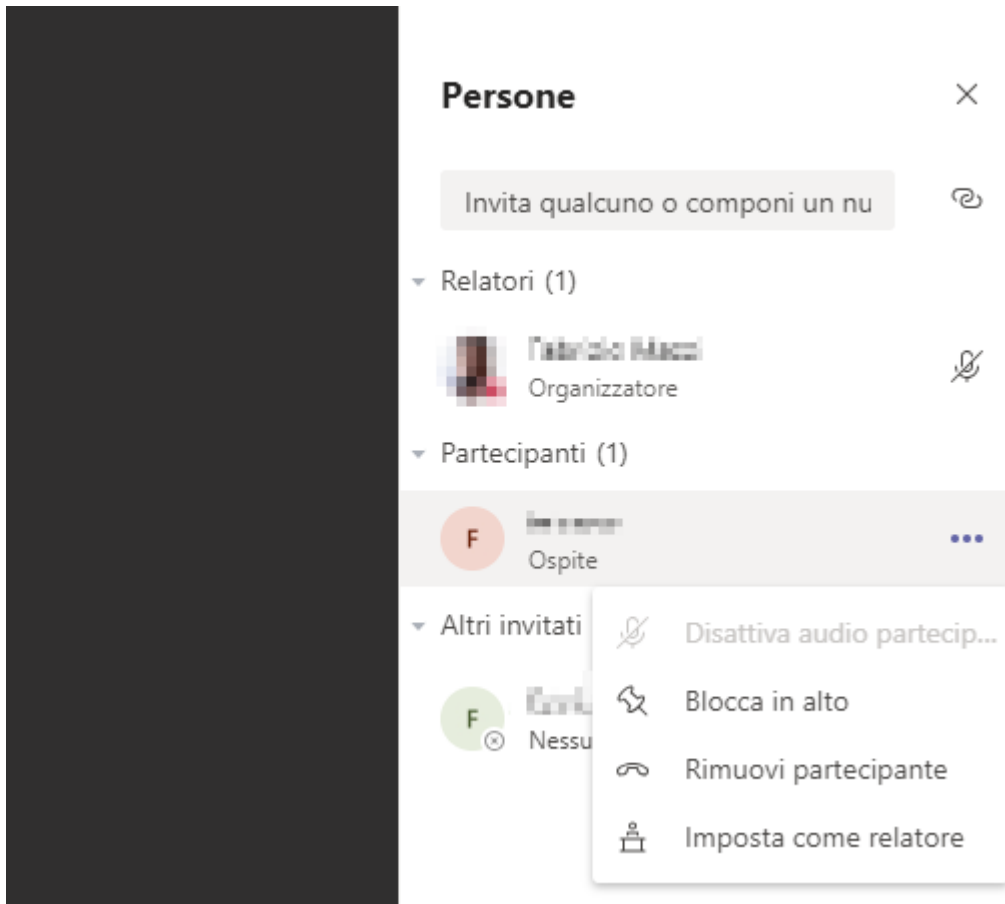 Persone
Invita qualcuno o componi un nu
Relatori (1)
Organizzatore
Partecipanti (1)
F
Ospite
Altri invitati
Disattiva audio partecip...
Blocca in alto
F
Nessu
Rimuovi partecipante
Imposta come relatore